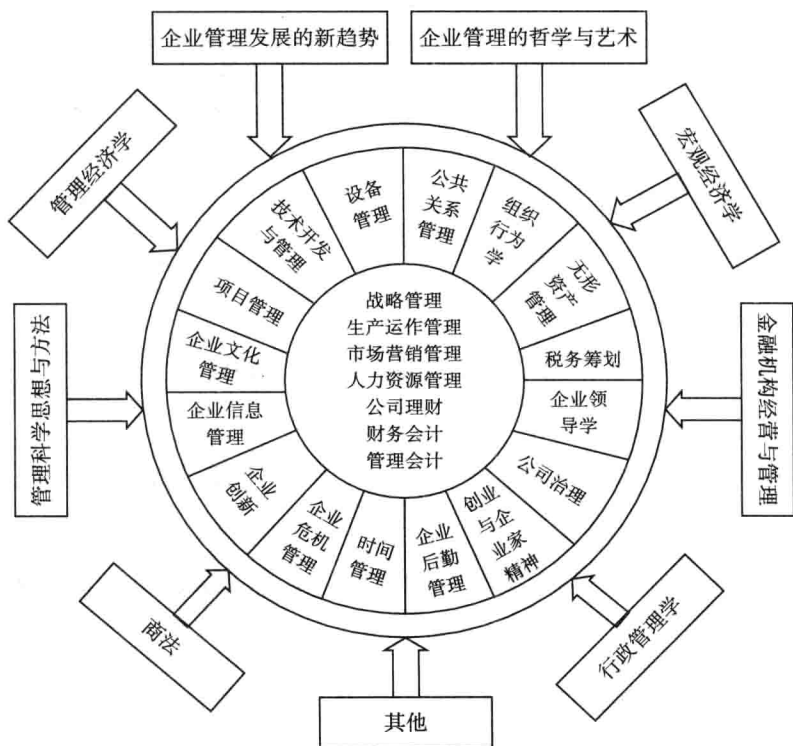 企业管理发展的新趋势
企业管理的哲学与艺术
管理经济学
宏观经济学
管理科学思想与方法
金融机构经营与管理
商法
行政管理学
其他
设备
管理
公共
关系
管理
组织
行为
学
无形
资产
管理
税务筹划
企业领
导学
公司治理
创业
与企
业家
精神
企业
后勤
管理
时间
管理
企业
危机
管理
企业
创新
企业信息
管理
企业文化
管理
项目管理
技术开发
与管理
战略管理
生产运作管理
市场营销管理
人力资源管理
公司理财
财务会计
管理会计